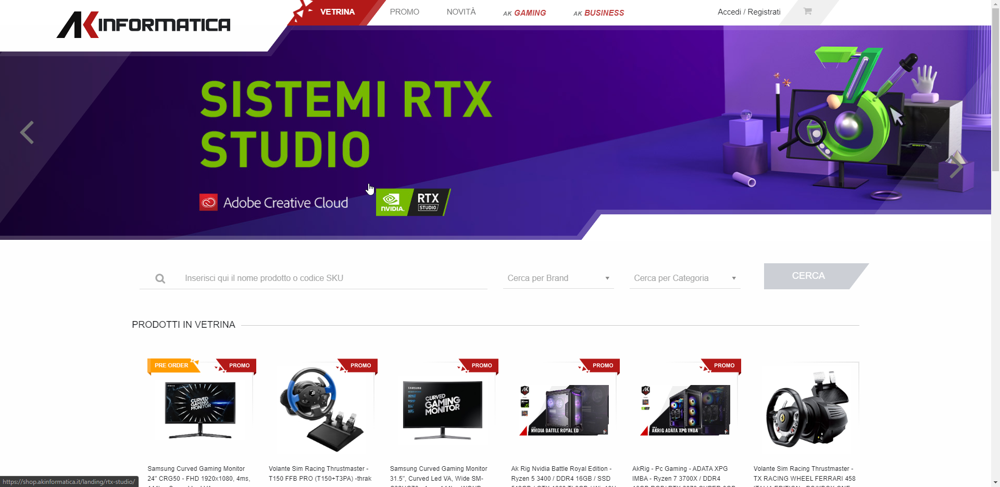 AKINFORMATICA
VETRINA
PROMO
NOVITÀ
AK GAMING
AK BUSINESS
Accedi / Registrati
SISTEMI RTX
STUDIO
Adobe Creative Cloud
NVIDIA.
RTX
STUDIO
Inserisci qui il nome prodotto o codice SKU
Cerca per Brand
Cerca per Categoria
CERCA
PRODOTTI IN VETRINA
PRE ORDER
PROMO
PROMO
PROMO
PROMO
PROMO
CURVED
GAMING
MONITOR
SAMSUNG
CURVED
GAMING
MONITOR
NVIDIA BATTLE ROYAL ED
AKRIG ADATA XPG IMBA
Samsung Curved Gaming Monitor
24" CRG50 - FHD 1920x1080, 4ms,
Volante Sim Racing Thrustmaster -
T150 FFB PRO (T150+T3PA) -thrak
Samsung Curved Gaming Monitor
31.5", Curved Led VA, Wide SM-
Ak Rig Nvidia Battle Royal Edition -
Ryzen 5 3400 / DDR4 16GB / SSD
AkRig - Pc Gaming - ADATA XPG
IMBA - Ryzen 7 3700X / DDR4
Volante Sim Racing Thrustmaster -
TX RACING WHEEL FERRARI 458
https://shop.akinformatica.it/landing/rtx-studio/